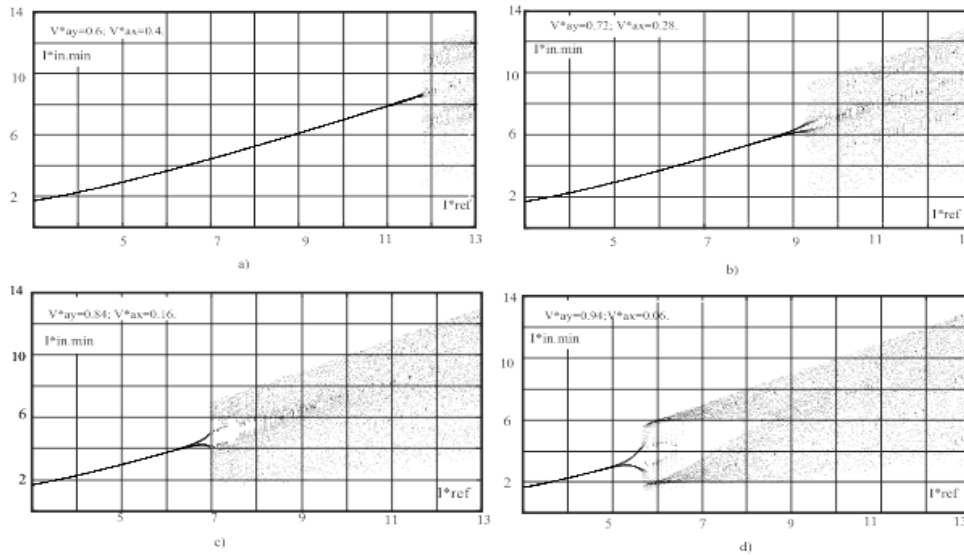 14
V*ay=0.6; V*ax=0.4.
I*in.min
10
6
2
I*ref
5 7 9 11 13
a)
14
V*ay=0.72; V*ax=0.28.
I*in.min
10
6
2
I*ref
5 7 9 11 13
b)
14
V*ay=0.84; V*ax=0.16.
I*in.min
10
6
2
I*ref
5 7 9 11 13
c)
14
V*ay=0.94;V*ax=0.06.
I*in.min
10
6
2
I*ref
5 7 9 11 13
d)